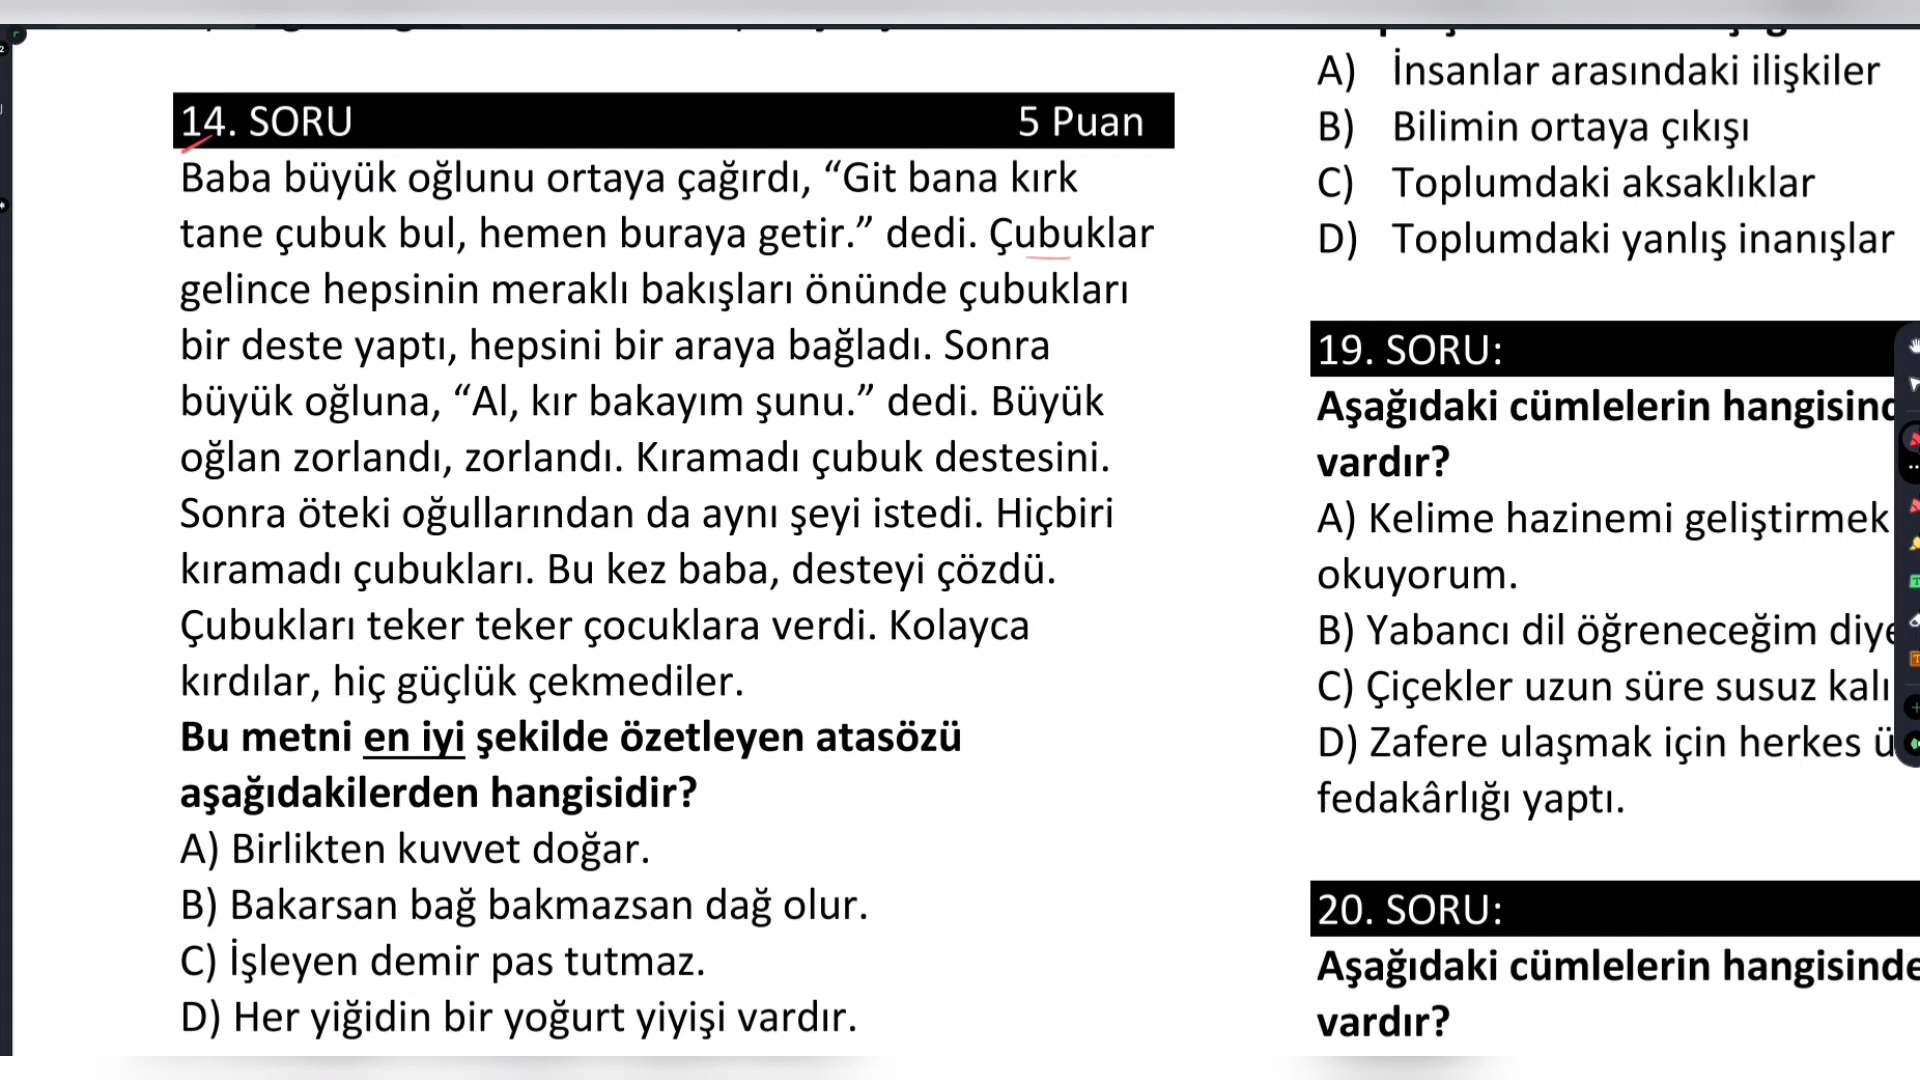 14. SORU 5 Puan
Baba büyük oğlunu ortaya çağırdı, “Git bana kırk
tane çubuk bul, hemen buraya getir.” dedi. Çubuklar
gelince hepsinin meraklı bakışları önünde çubukları
bir deste yaptı, hepsini bir araya bağladı. Sonra
büyük oğluna, “Al, kır bakayım şunu.” dedi. Büyük
oğlan zorlandı, zorlandı. Kıramadı çubuk destesini.
Sonra öteki oğullarından da aynı şeyi istedi. Hiçbiri
kıramadı çubukları. Bu kez baba, desteyi çözdü.
Çubukları teker teker çocuklara verdi. Kolayca
kırdılar, hiç güçlük çekmediler.
Bu metni en iyi şekilde özetleyen atasözü
aşağıdakilerden hangisidir?
A) Birlikten kuvvet doğar.
B) Bakarsan bağ bakmazsan dağ olur.
C) İşleyen demir pas tutmaz.
D) Her yiğidin bir yoğurt yiyişi vardır.
A) İnsanlar arasındaki ilişkiler
B) Bilimin ortaya çıkışı
C) Toplumdaki aksaklıklar
D) Toplumdaki yanlış inanışlar
19. SORU:
Aşağıdaki cümlelerin hangisind
vardır?
A) Kelime hazinemi geliştirmek
okuyorum.
B) Yabancı dil öğreneceğim diye
C) Çiçekler uzun süre susuz kalı
D) Zafere ulaşmak için herkes ü
fedakârlığı yaptı.
20. SORU:
Aşağıdaki cümlelerin hangisinde
vardır?